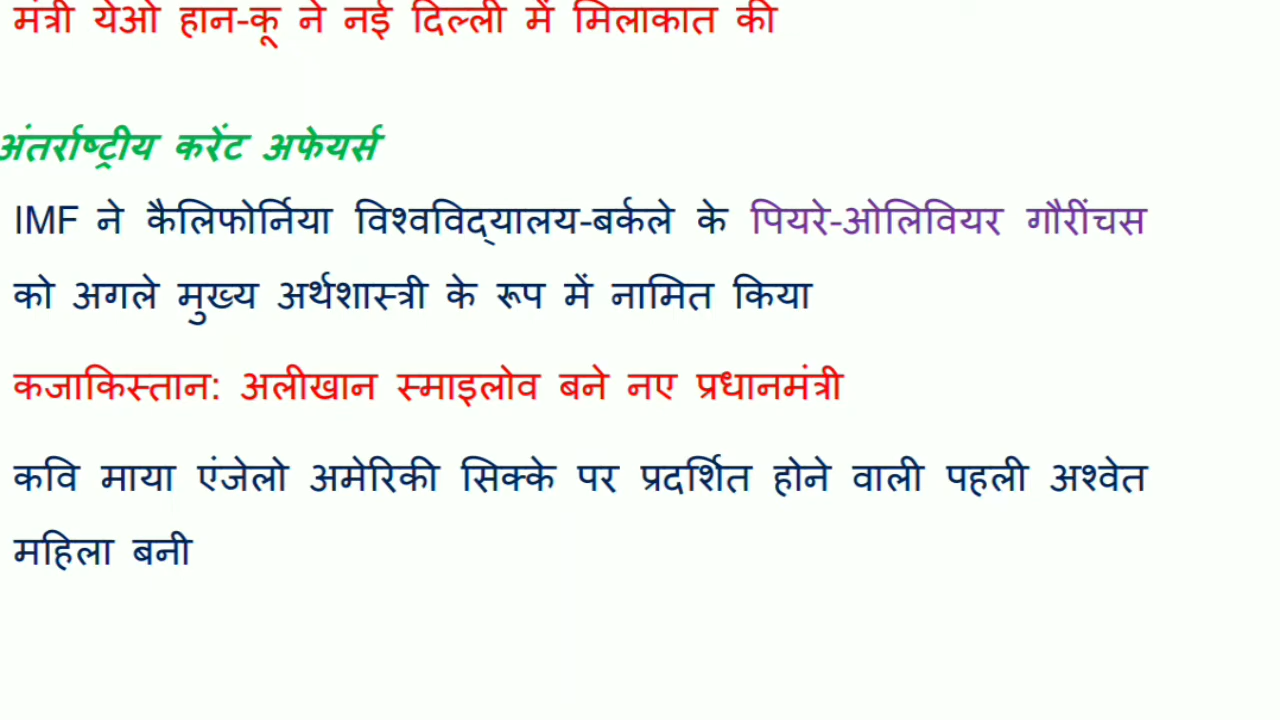 मंत्री येओ हान-कू ने नई दिल्ली में मिलाकात की
अंतर्राष्ट्रीय करेंट अफेयर्स
IMF ने कैलिफोर्निया विश्वविद्यालय-बर्कले के पियरे-ओलिवियर गौरींचस
को अगले मुख्य अर्थशास्त्री के रूप में नामित किया
कजाकिस्तान: अलीखान स्माइलोव बने नए प्रधानमंत्री
कवि माया एंजेलो अमेरिकी सिक्के पर प्रदर्शित होने वाली पहली अश्वेत
महिला बनी